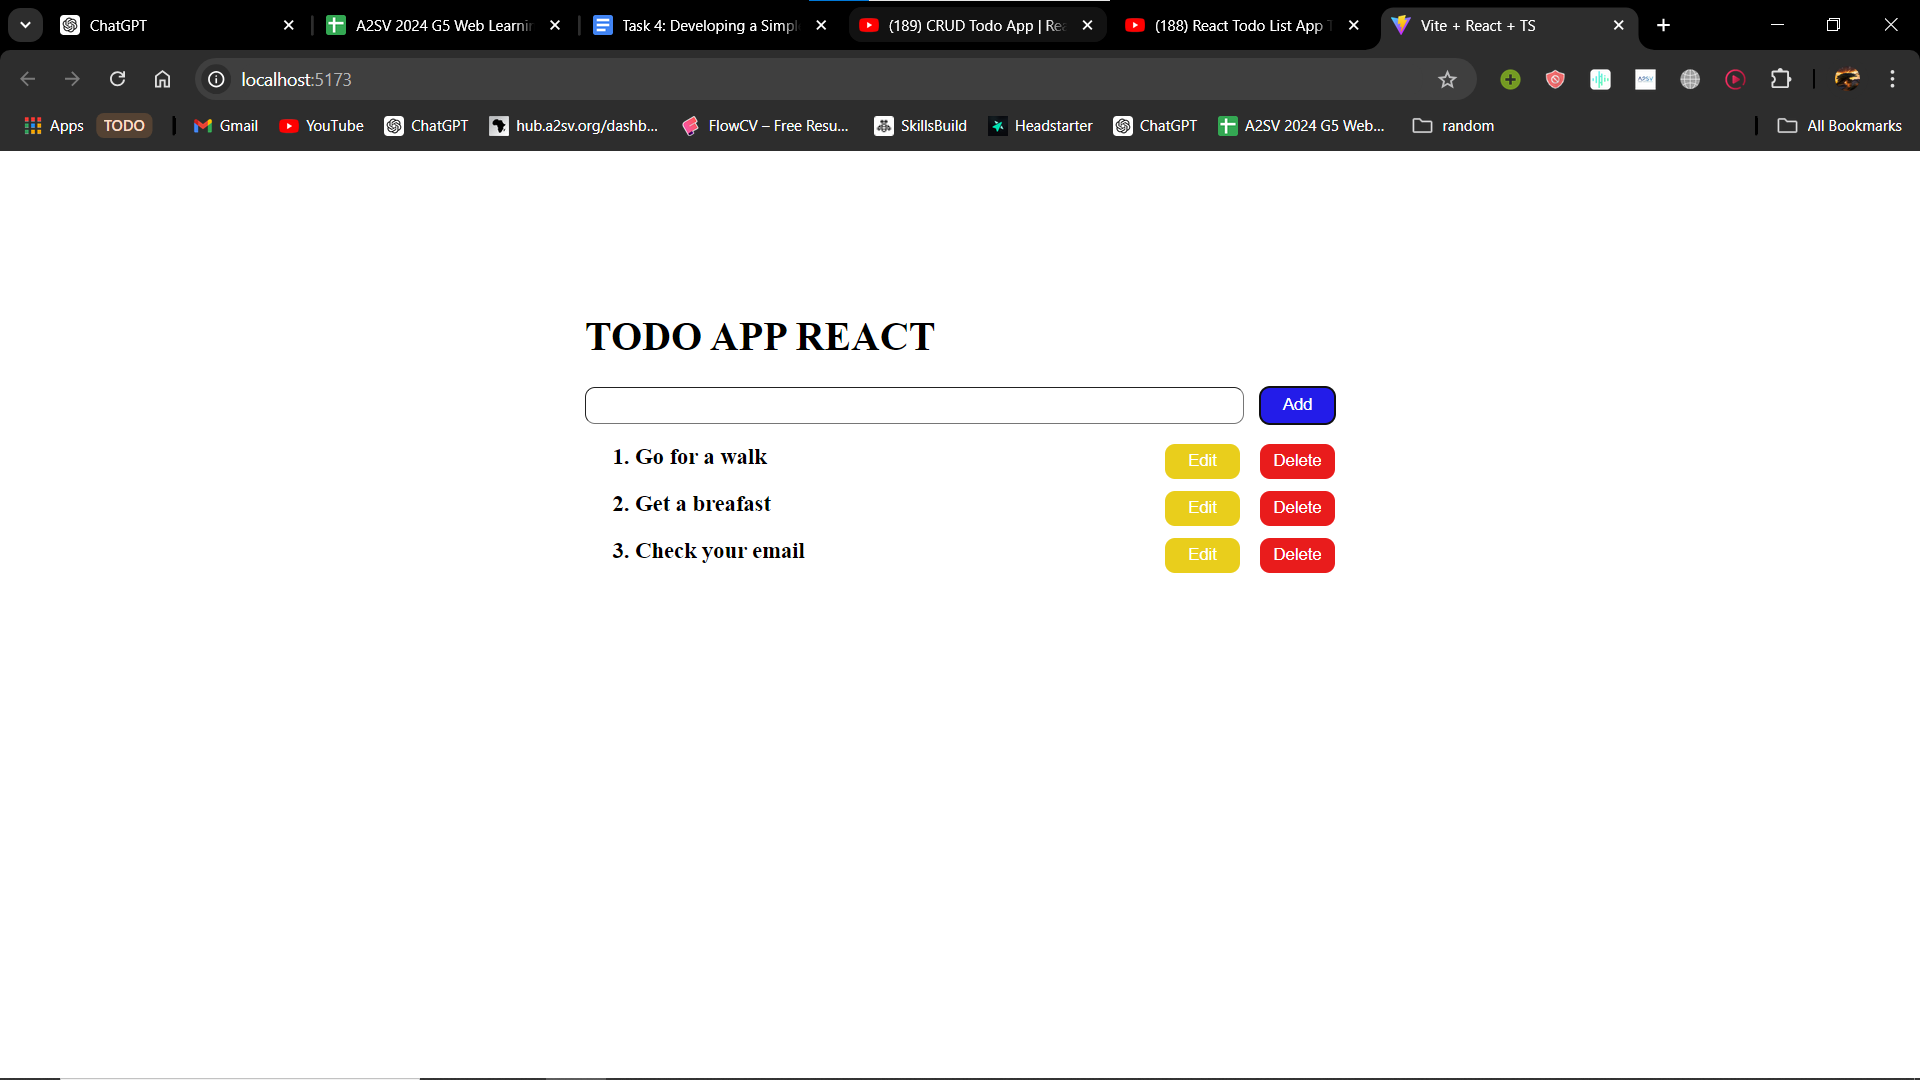 ChatGPT
A2SV 2024 G5 Web Learnin
Task 4: Developing a Simpl
(189) CRUD Todo App | Rea
(188) React Todo List App T
Vite + React + TS
localhost:5173
A2SV
Apps
TODO
Gmail
YouTube
ChatGPT
hub.a2sv.org/dashb...
FlowCV – Free Resu...
SkillsBuild
Headstarter
ChatGPT
A2SV 2024 G5 Web...
random
All Bookmarks
TODO APP REACT
Add
1. Go for a walk
Edit
Delete
2. Get a breafast
Edit
Delete
3. Check your email
Edit
Delete